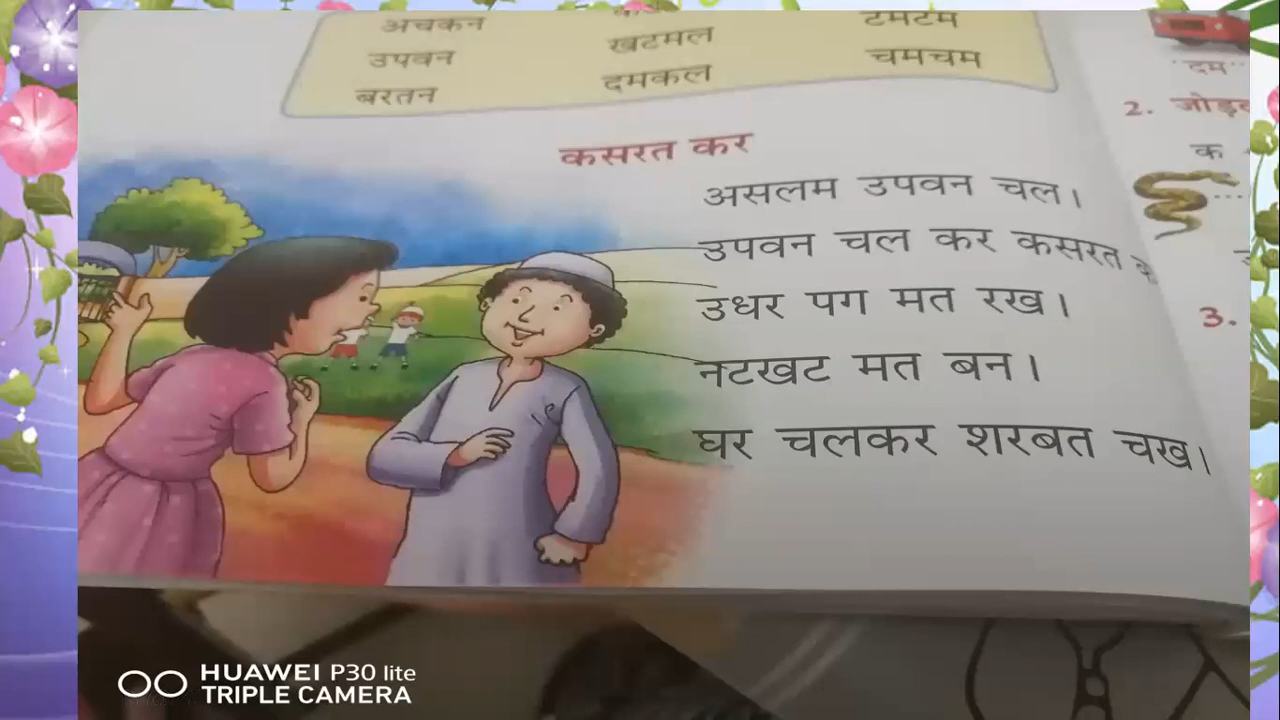 अचकन
टमटम
उपवन
खटमल
चमचम
बरतन
दमकल
कसरत कर
असलम उपवन चल।
उपवन चल कर कसरत
उधर पग मत रख।
नटखट मत बन।
घर चलकर शरबत चख।
"दम"
2.
क
3.
HUAWEI P30 lite
TRIPLE CAMERA